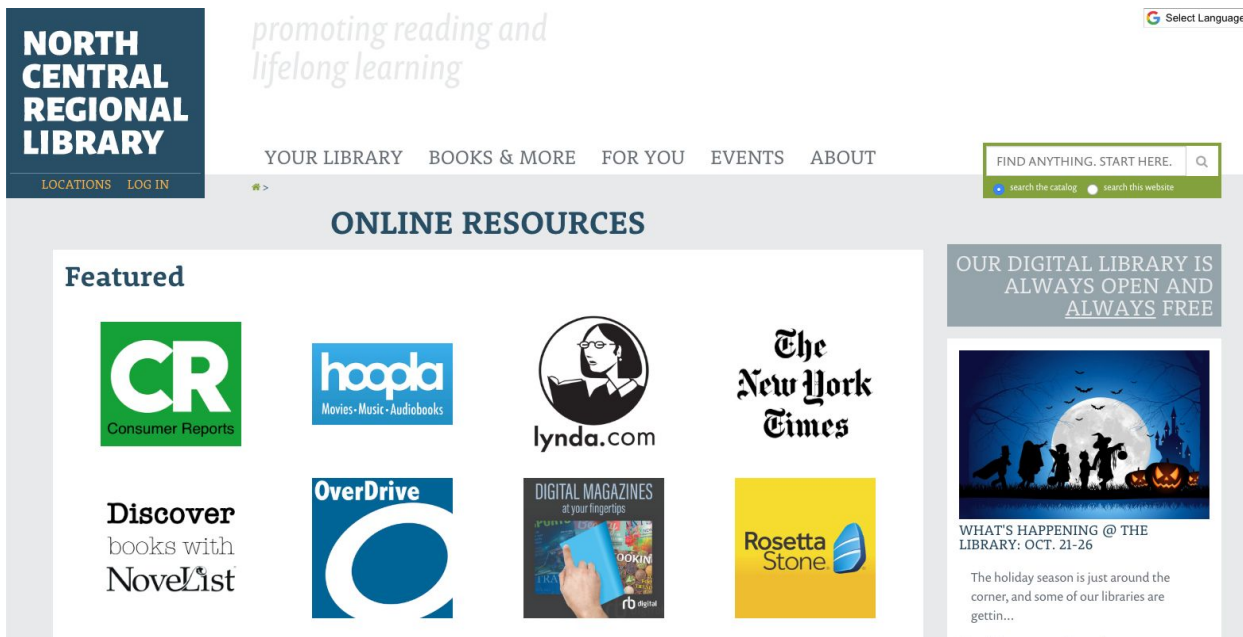 NORTH
CENTRAL
REGIONAL
LIBRARY
LOCATIONS LOG IN
promoting reading and
lifelong learning
Select Language
YOUR LIBRARY BOOKS & MORE FOR YOU EVENTS ABOUT
FIND ANYTHING. START HERE.
search the catalog search this website
>
ONLINE RESOURCES
Featured
CR
Consumer Reports
hoopla
Movies • Music • Audiobooks
lynda.com
The
New York
Times
Discover
books with
NoveList
OverDrive
DIGITAL MAGAZINES
at your fingertips
rb digital
Rosetta
Stone
OUR DIGITAL LIBRARY IS
ALWAYS OPEN AND
ALWAYS FREE
WHAT'S HAPPENING @ THE
LIBRARY: OCT. 21-26
The holiday season is just around the
corner, and some of our libraries are
gettin...